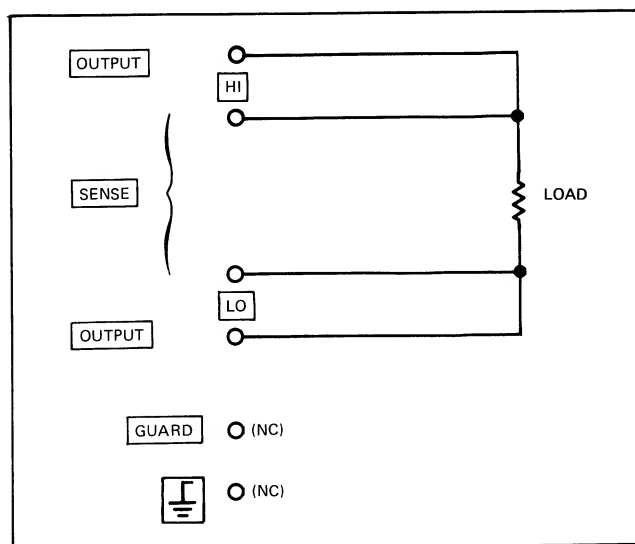 OUTPUT
HI
SENSE
LOAD
LO
OUTPUT
GUARD (NC)
(NC)